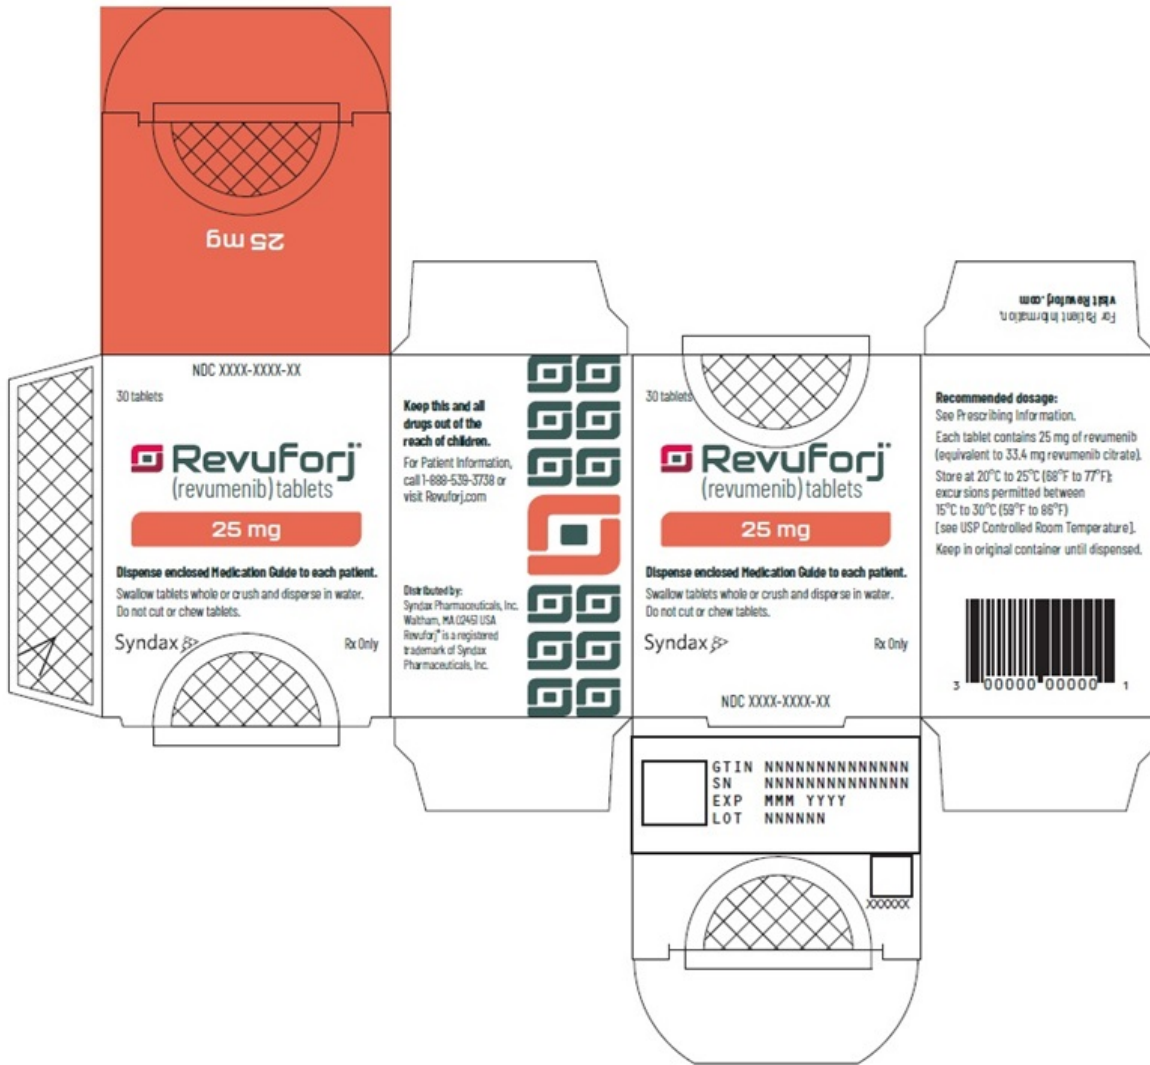 25 mg
For Patient Information,
visit Revuforj.com
NDC XXXX-XXXX-XX
30 tablets
Revuforj™
(revumenib) tablets
25 mg
Dispense enclosed Medication Guide to each patient.
Swallow tablets whole or crush and disperse in water.
Do not cut or chew tablets.
Syndax
Rx Only
Keep this and all
drugs out of the
reach of children.
For Patient Information,
call 1-888-539-3738 or
visit Revuforj.com
Distributed by:
Syndax Pharmaceuticals, Inc.
Waltham, MA 02451 USA
Revuforj® is a registered
trademark of Syndax
Pharmaceuticals, Inc.
30 tablets
Revuforj™
(revumenib) tablets
25 mg
Dispense enclosed Medication Guide to each patient.
Swallow tablets whole or crush and disperse in water.
Do not cut or chew tablets.
Syndax
Rx Only
NDC XXXX-XXXX-XX
Recommended dosage:
See Prescribing Information.
Each tablet contains 25 mg of revumenib
(equivalent to 33.4 mg revumenib citrate).
Store at 20°C to 25°C (68°F to 77°F);
excursions permitted between
15°C to 30°C (59°F to 86°F)
[see USP Controlled Room Temperature].
Keep in original container until dispensed.
3 00000 00000 1
GTIN NNNNNNNNNNNNNN
SN NNNNNNNNNNNNNN
EXP MMM YYYY
LOT NNNNNN
XXXXXX